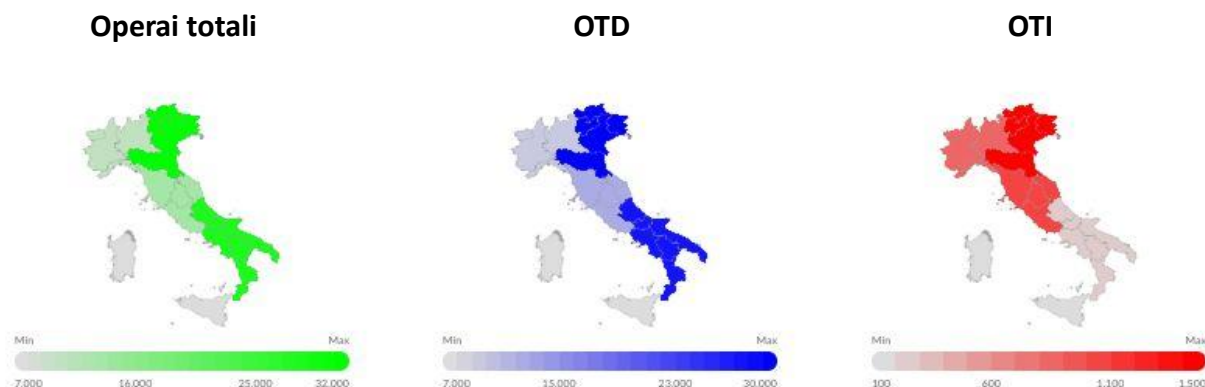 Operai totali OTD OTI
Min Max Min Max Min Max
7.000 16.000 25.000 32.000 7.000 15.000 23.000 30.000 100 600 1.100 1.500